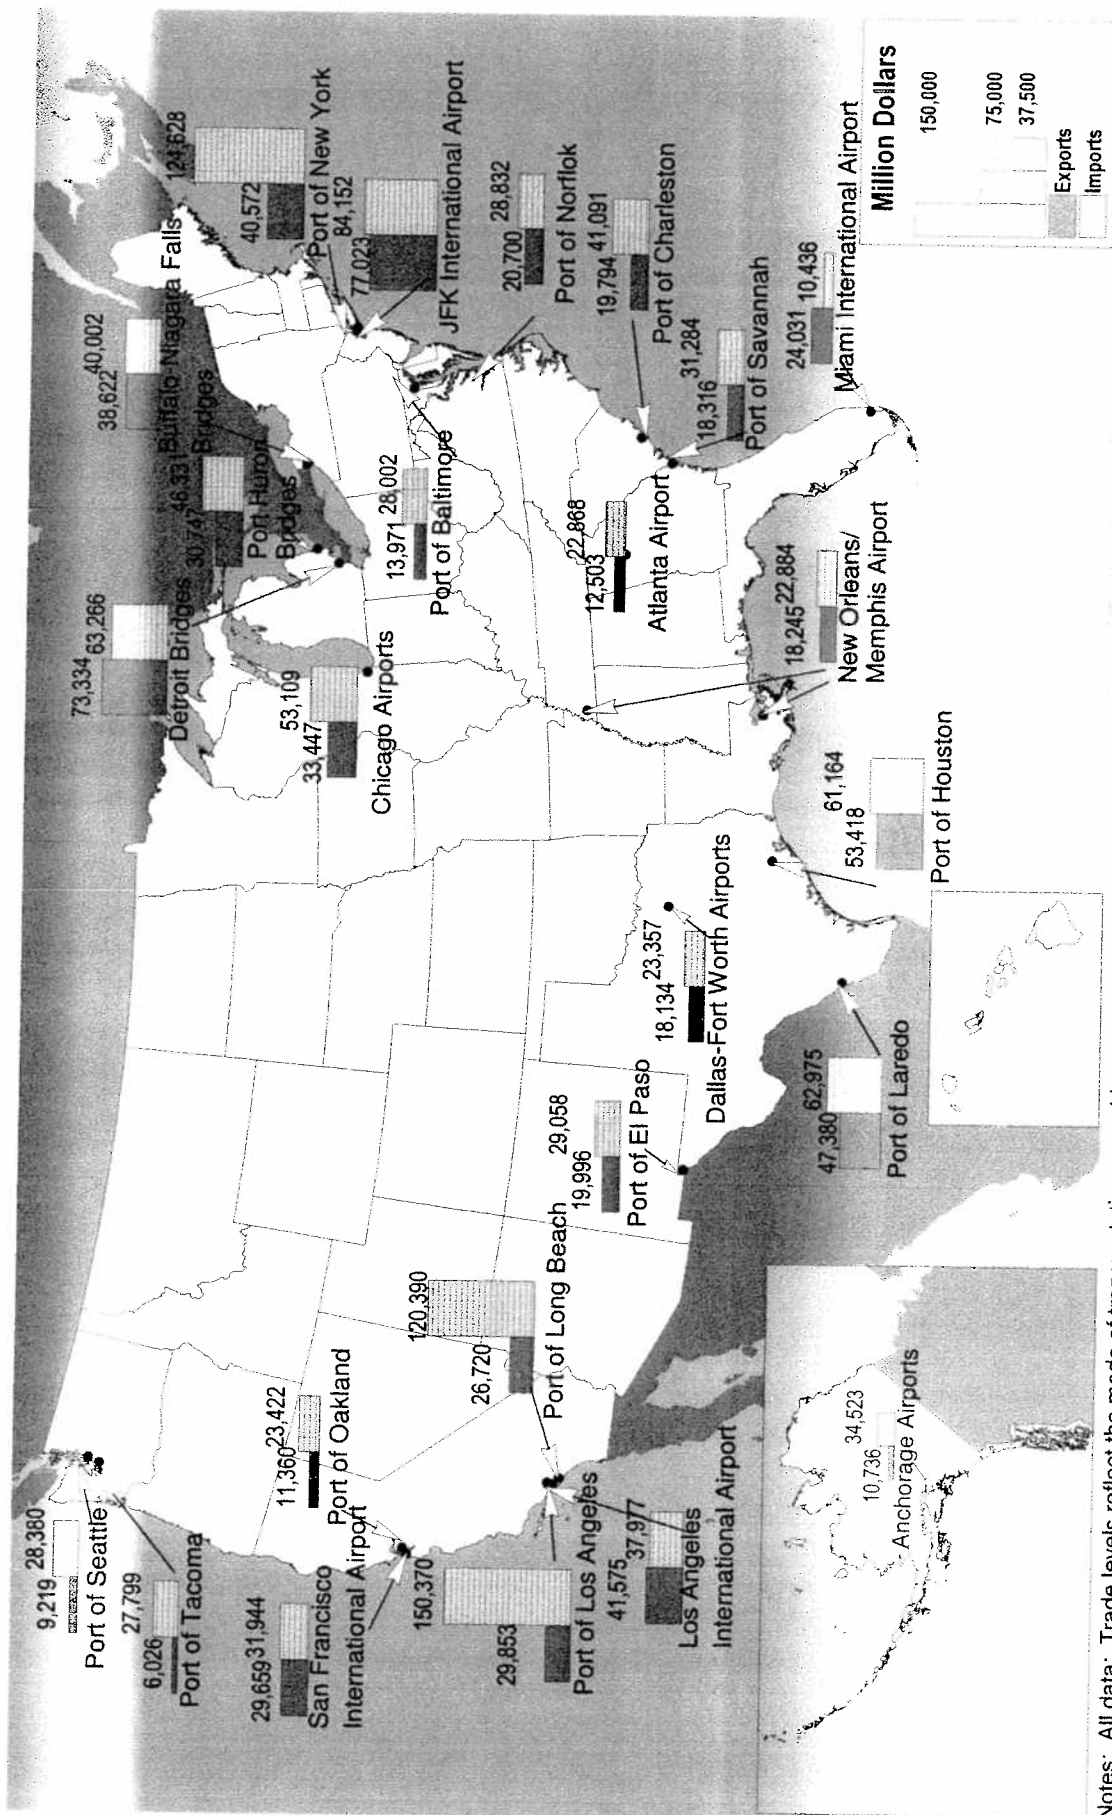 9,219 28,380
Port of Seattle
6,026 27,799
Port of Tacoma
29,659 31,944
San Francisco
International Airport
11,360 23,422
Port of Oakland
150,370
29,853
Port of Los Angeles
41,575 37,977
Los Angeles
International Airport
120,390
26,720
Port of Long Beach
19,996 29,058
Port of El Paso
18,134 23,357
Dallas-Fort Worth Airports
47,380 62,975
Port of Laredo
53,418 61,164
Port of Houston
33,447 53,109
Chicago Airports
73,334 63,266
Detroit Bridges
Port Huron
Bridges
38,622 40,002
Buffalo-Niagara Falls
Bridges
13,971 28,002
Port of Baltimore
12,503 22,868
Atlanta Airport
18,245 22,884
New Orleans/
Memphis Airport
124,628
40,572
Port of New York
77,023 84,152
JFK International Airport
20,700 28,832
Port of Norflok
19,794 41,091
Port of Charleston
18,316 31,284
Port of Savannah
24,031 10,436
Miami International Airport
10,736 34,523
Anchorage Airports
Million Dollars
150,000
75,000
37,500
Exports
Imports
Notes: All data: Trade levels reflect the mode of transportation